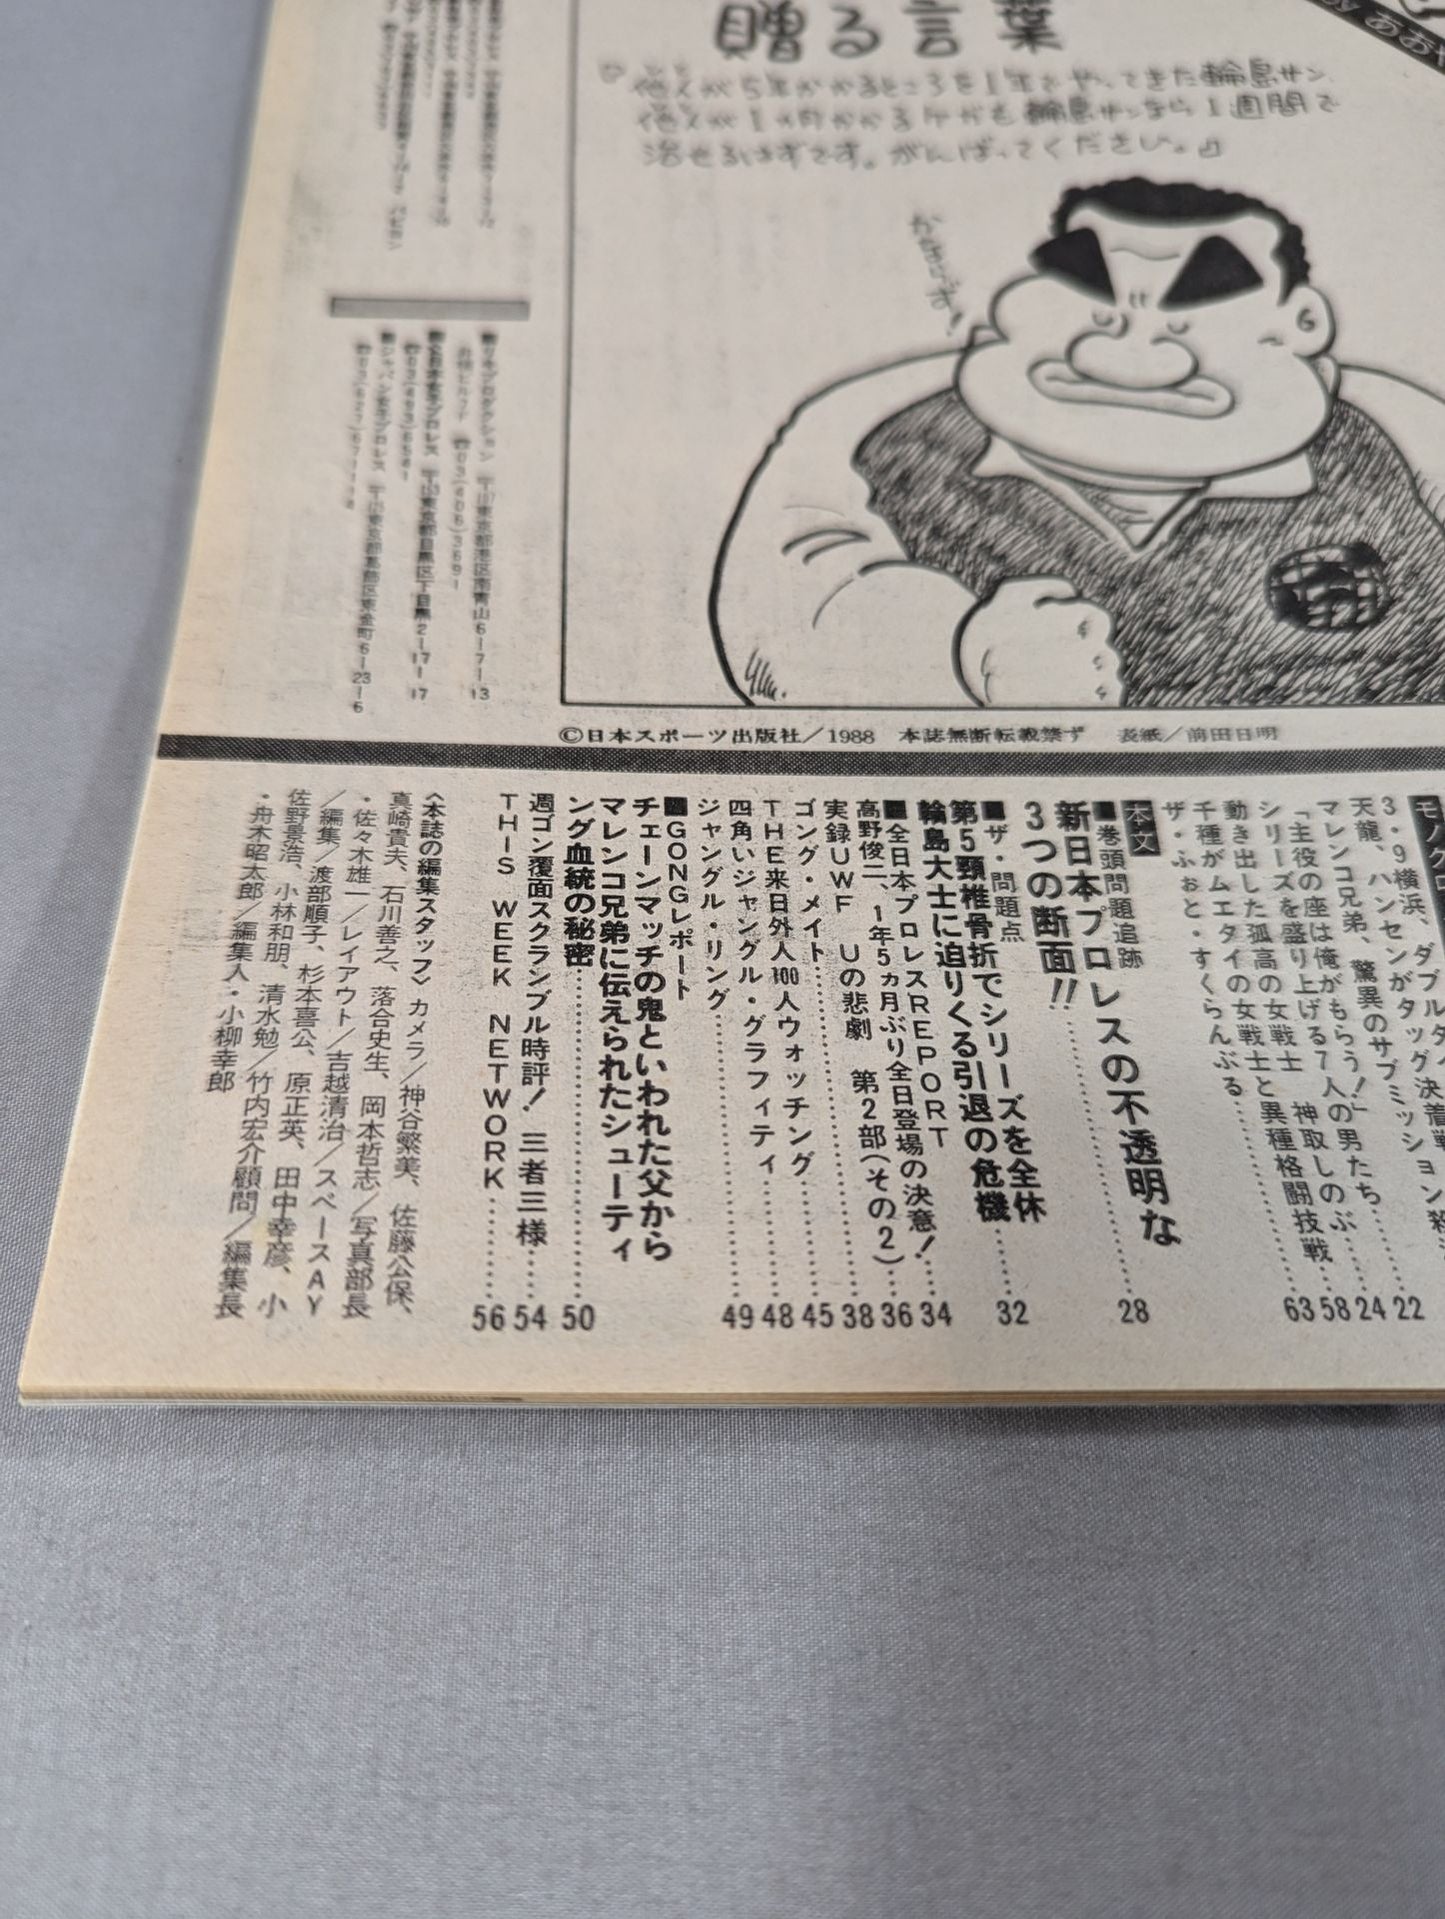 贈る言葉
『他人が5年かかるところを1年でやってきた輪島サン。
他人が1カ月かかるケガも輪島サンなら1週間で
治せるはずです。がんばってください。』
by あお
©日本スポーツ出版社／1988 本誌無断転載禁ず 表紙／前田日明
3・9横浜、ダブルタイ
ハンセンがタッグ決着戦
天龍、
マレンコ兄弟、驚異のサブミッション殺
22
「主役の座は俺がもらう!」
シリーズを盛り上げる7人の男たち
24
動き出した孤高の女戦士 神取しのぶ
58
千種がムエタイの女戦士と異種格闘技戦
63
ザ・ふぉと・すくらんぶる
本文
■巻頭問題追跡
新日本プロレスの不透明な
3つの断面!!
28
■ザ・問題点
第5頸椎骨折でシリーズを全休
輪島大士に迫りくる引退の危機
32
■全日本プロレスREPORT
高野俊二、1年5ヵ月ぶり全日登場の決意!
34
実録UWF Uの悲劇 第2部(その2)
36
ゴング・メイト
38
THE来日外人100人ウォッチング
45
四角いジャングル・グラフィティ
48
ジャングル・リング
49
■GONGレポート
チェーンマッチの鬼といわれた父から
マレンコ兄弟に伝えられたシューティ
ング血統の秘密
50
週ゴン覆面スクランブル時評! 三者三様
54
THIS WEEK NETWORK
56
〈本誌の編集スタッフ〉カメラ／神谷繁美、佐藤公保、
真崎貴夫、石川善之、落合史生、岡本哲志／写真部長
・佐々木雄一／レイアウト／吉越清治／スペースAY
／編集／渡部順子、杉本喜公、原正英、田中幸彦、小
佐野景浩、小林和朋、清水勉／竹内宏介顧問／編集長
・舟木昭太郎／編集人・小柳幸郎